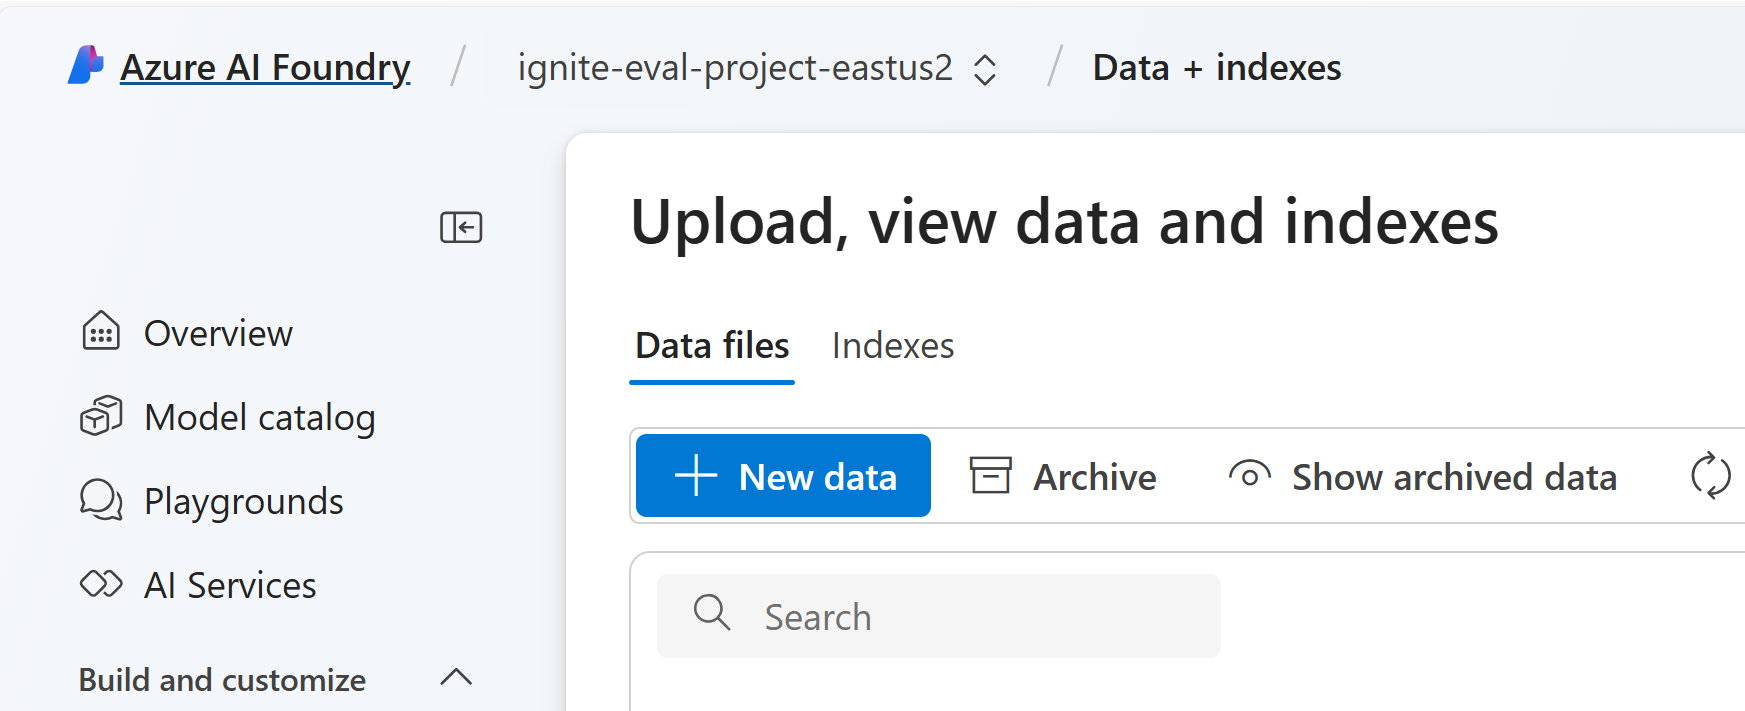 Azure AI Foundry / ignite-eval-project-eastus2 / Data + indexes
Upload, view data and indexes
Overview
Model catalog
Playgrounds
AI Services
Build and customize
Data files Indexes
New data Archive Show archived data
Search